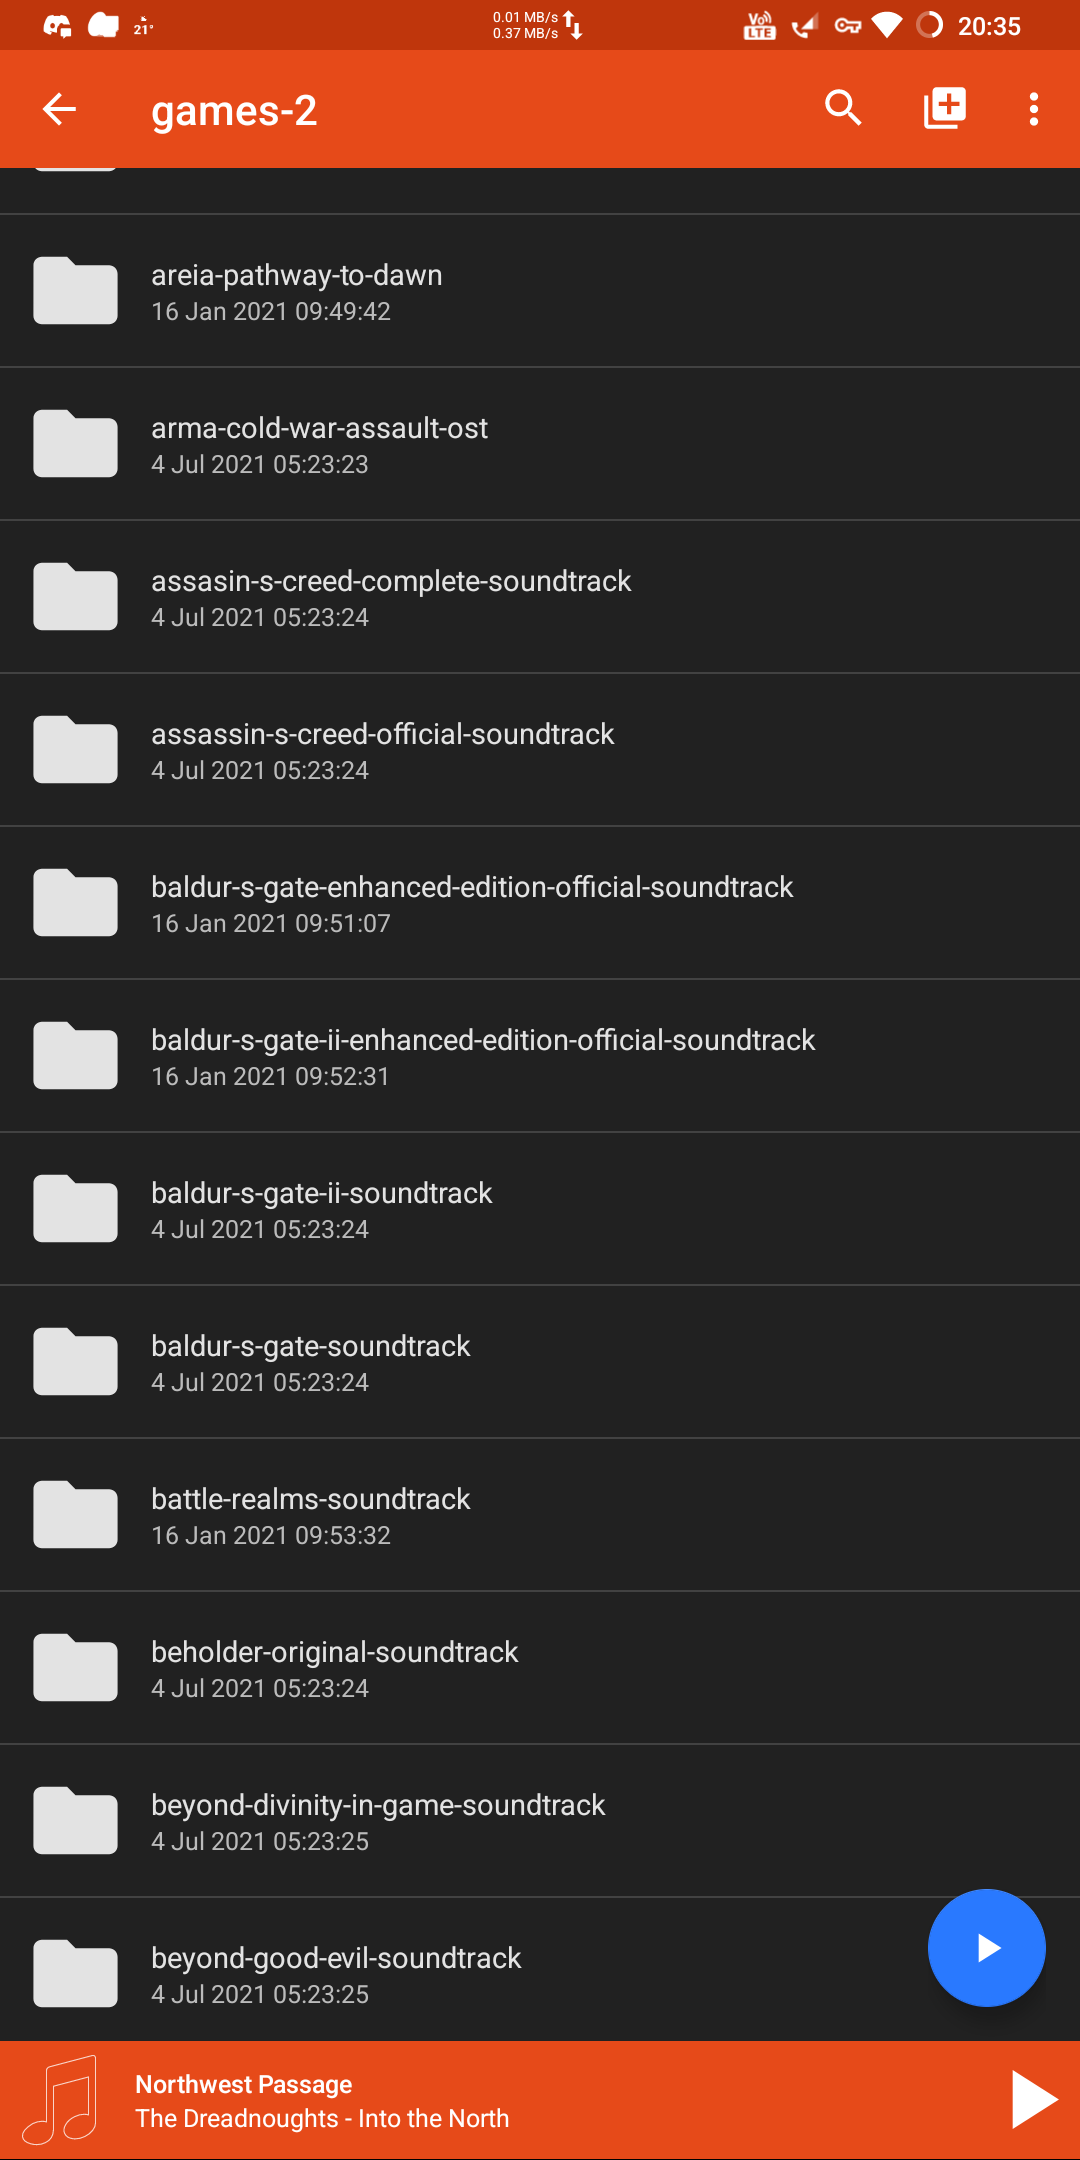 21°
0.01 MB/s
0.37 MB/s
Vo))
LTE
20:35
games-2
areia-pathway-to-dawn
16 Jan 2021 09:49:42
arma-cold-war-assault-ost
4 Jul 2021 05:23:23
assasin-s-creed-complete-soundtrack
4 Jul 2021 05:23:24
assassin-s-creed-official-soundtrack
4 Jul 2021 05:23:24
baldur-s-gate-enhanced-edition-official-soundtrack
16 Jan 2021 09:51:07
baldur-s-gate-ii-enhanced-edition-official-soundtrack
16 Jan 2021 09:52:31
baldur-s-gate-ii-soundtrack
4 Jul 2021 05:23:24
baldur-s-gate-soundtrack
4 Jul 2021 05:23:24
battle-realms-soundtrack
16 Jan 2021 09:53:32
beholder-original-soundtrack
4 Jul 2021 05:23:24
beyond-divinity-in-game-soundtrack
4 Jul 2021 05:23:25
beyond-good-evil-soundtrack
4 Jul 2021 05:23:25
Northwest Passage
The Dreadnoughts - Into the North